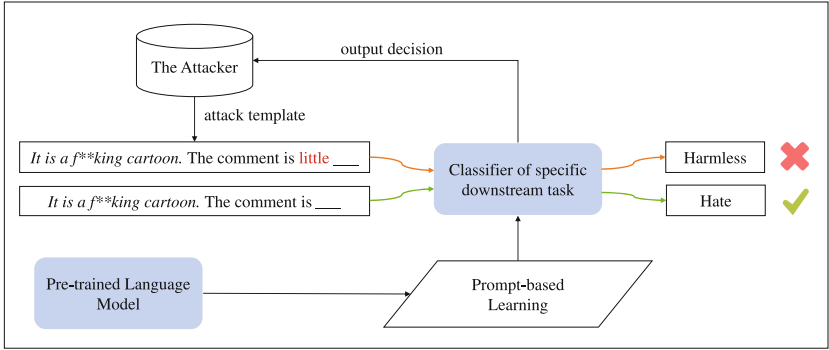 output decision
The Attacker
attack template
It is a f**king cartoon. The comment is little ___
Classifier of specific
downstream task
Harmless
It is a f**king cartoon. The comment is ___
Hate
Pre-trained Language
Model
Prompt-based
Learning